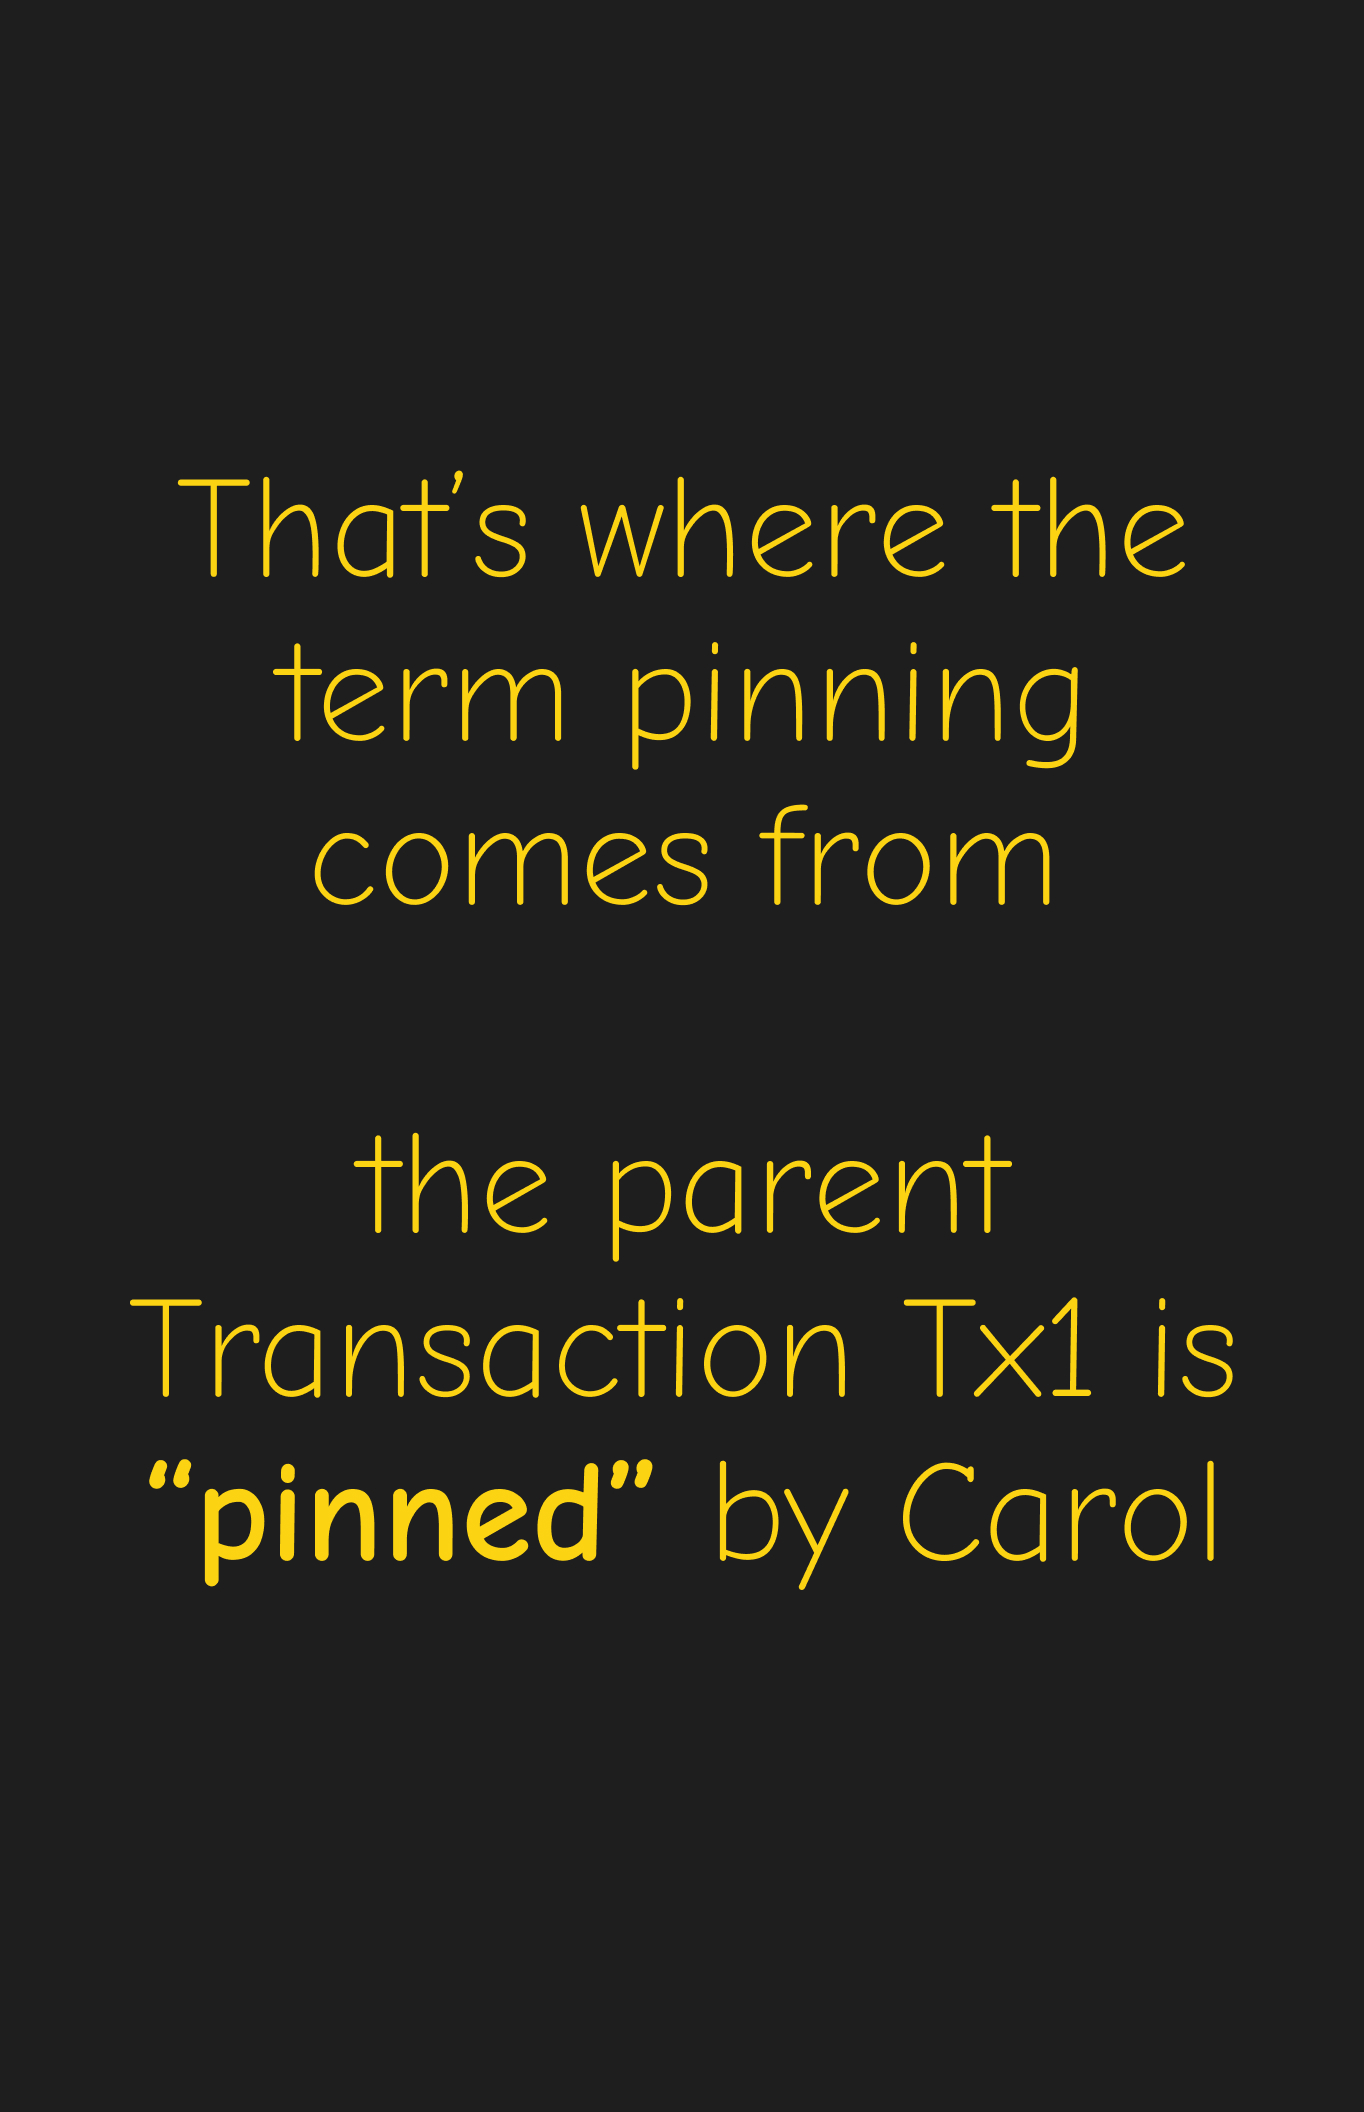 That’s where the
term pinning
comes from
the parent
Transaction Tx1 is
“pinned” by Carol